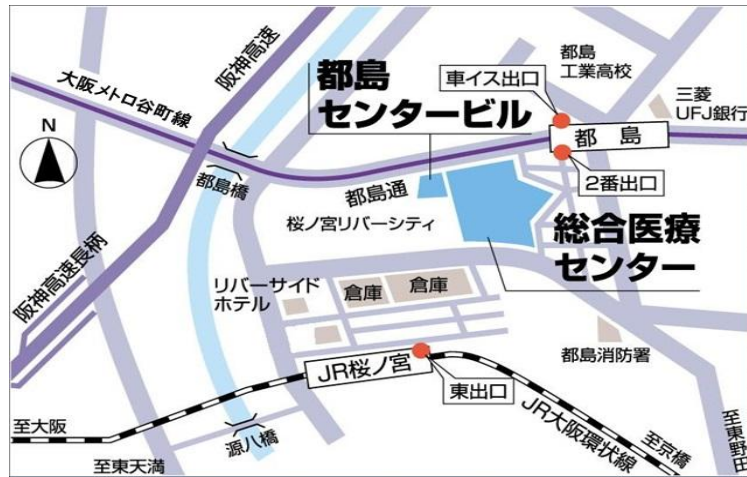 阪神高速
都島
センタービル
都島
工業高校
車イス出口
三菱
UFJ銀行
大阪メトロ谷町線
N
都島
2番出口
都島橋
都島通
桜ノ宮リバーシティ
総合医療
センター
阪神高速長柄
リバーサイド
ホテル
倉庫
倉庫
都島消防署
JR桜ノ宮
東出口
至大阪
源八橋
JR大阪環状線
至京橋
至東野田
至東天満